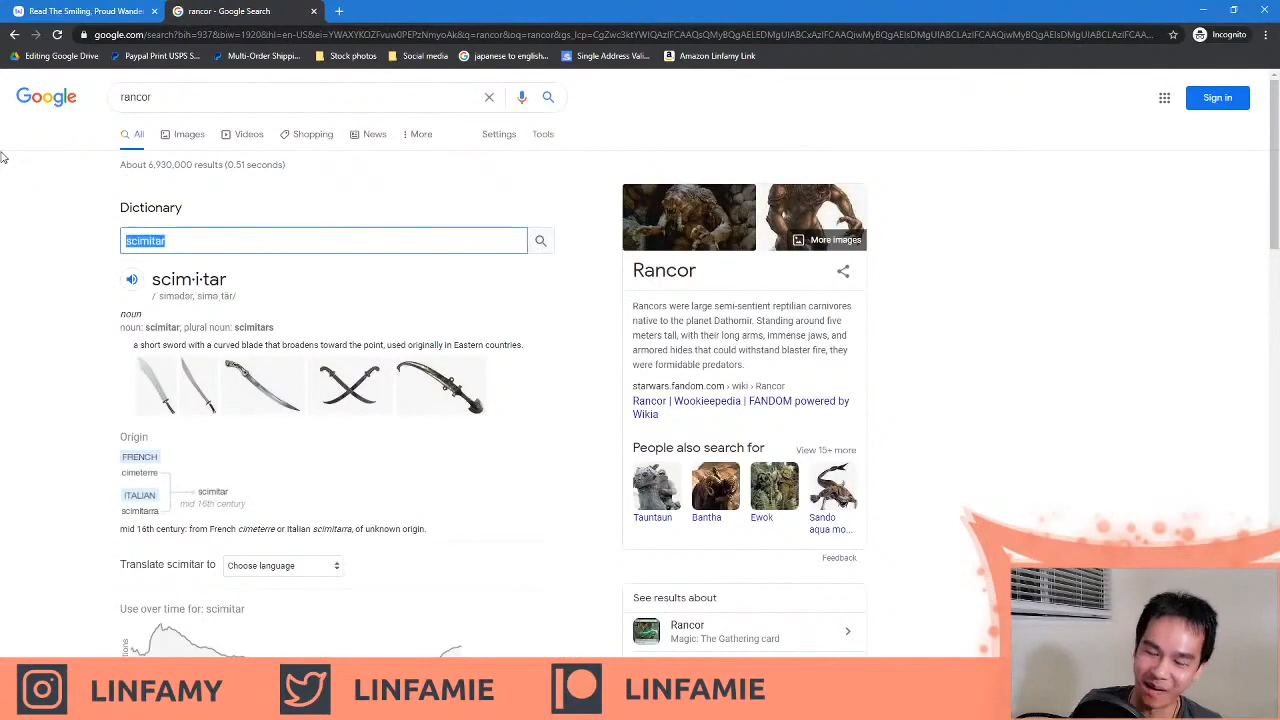 Read The Smiling, Proud Wander
rancor - Google Search
google.com/search?bih=937&biw=1920&hl=en-US&ei=YWAXYKOZFvuw0PEPzNmyoAk&q=rancor&oq=rancor&gs_lcp=
Incognito
Editing Google Drive
Paypal Print USPS S...
Multi-Order Shippi...
Stock photos
Social media
japanese to english...
Single Address Vali...
Amazon Luminfy Link
Google
rancor
Sign in
All
Images
Videos
Shopping
News
More
Settings
Tools
About 6,930,000 results (0.51 seconds)
Dictionary
scimitar
scim·i·tar
noun
noun: scimitar; plural noun: scimitars
a short sword with a curved blade that broadens toward the point, used originally in Eastern countries.
Origin
FRENCH
cimeterre
ITALIAN
scimitarra
scimitar
mid 16th century
mid 16th century: from French cimeterre or Italian scimitarra, of unknown origin.
Translate scimitar to
Choose language
Use over time for: scimitar
More images
Rancor
Rancors were large semi-sentient reptilian carnivores
native to the planet Dathomir. Standing around five
meters tall, with their long arms, immense jaws, and
armored hides that could withstand blaster fire, they
were formidable predators.
starwars.fandom.com › wiki › Rancor
Rancor | Wookieepedia | FANDOM powered by
Wikia
People also search for
View 15+ more
Tauntaun
Bantha
Ewok
Sando
aqua mo...
Feedback
See results about
Rancor
Magic: The Gathering card
LINFAMY
LINFAMIE
LINFAMIE